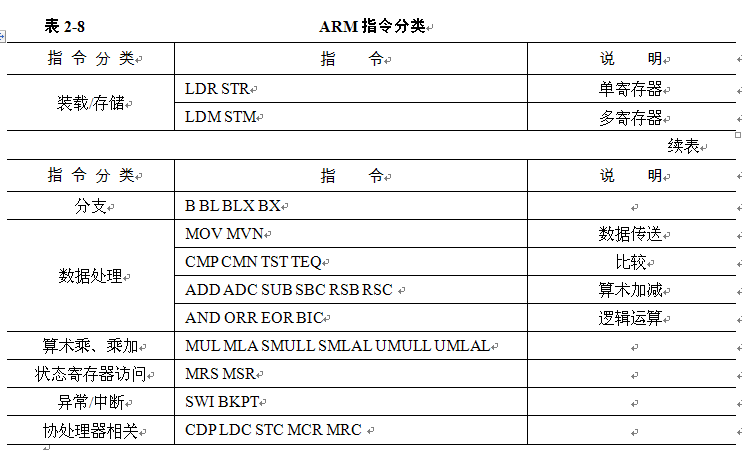 表 2-8 ARM 指令分类
指 令 分 类 指 令 说 明
装载/存储 LDR STR 单寄存器
LDM STM 多寄存器
续表
指 令 分 类 指 令 说 明
分支 B BL BLX BX
数据处理 MOV MVN 数据传送
CMP CMN TST TEQ 比较
ADD ADC SUB SBC RSB RSC 算术加减
AND ORR EOR BIC 逻辑运算
算术乘、乘加 MUL MLA SMULL SMLAL UMULL UMLAL
状态寄存器访问 MRS MSR
异常/中断 SWI BKPT
协处理器相关 CDP LDC STC MCR MRC